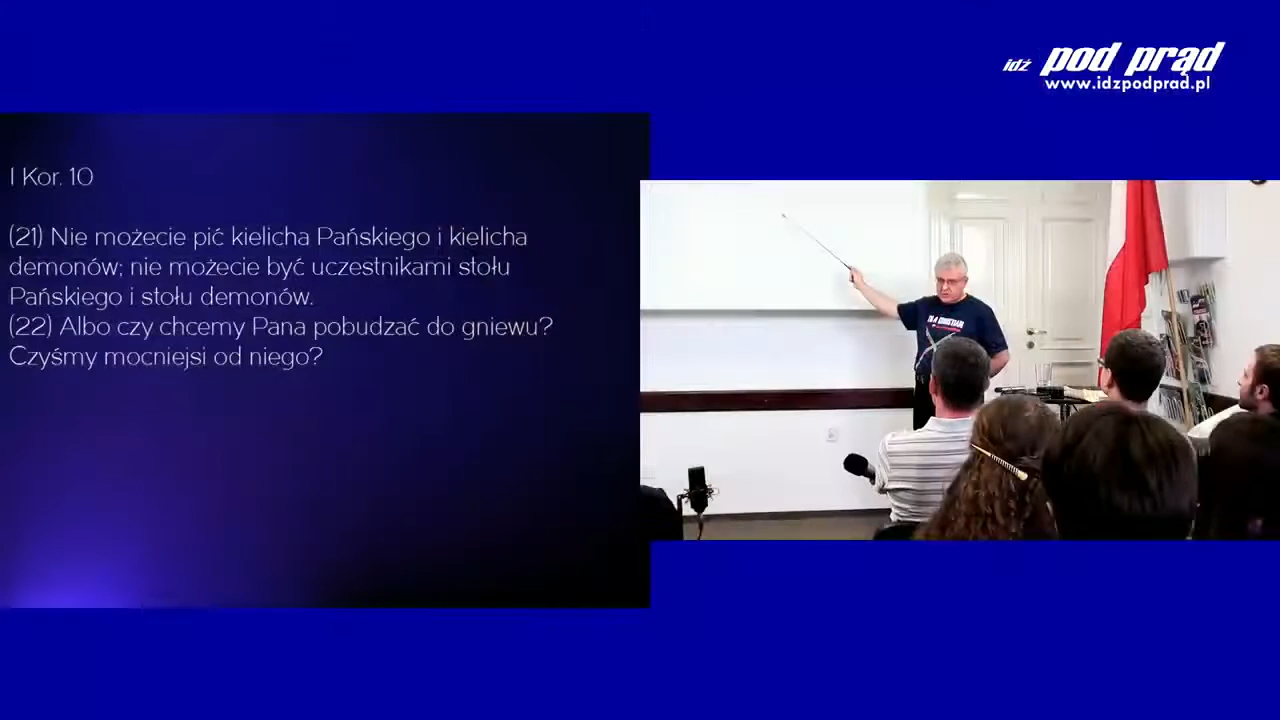 idź pod prąd
www.idzpodprad.pl
I Kor. 10
(21) Nie możecie pić kielicha Pańskiego i kielicha
demonów; nie możecie być uczestnikami stołu
Pańskiego i stołu demonów.
(22) Albo czy chcemy Pana pobudzać do gniewu?
Czyśmy mocniejsi od niego?